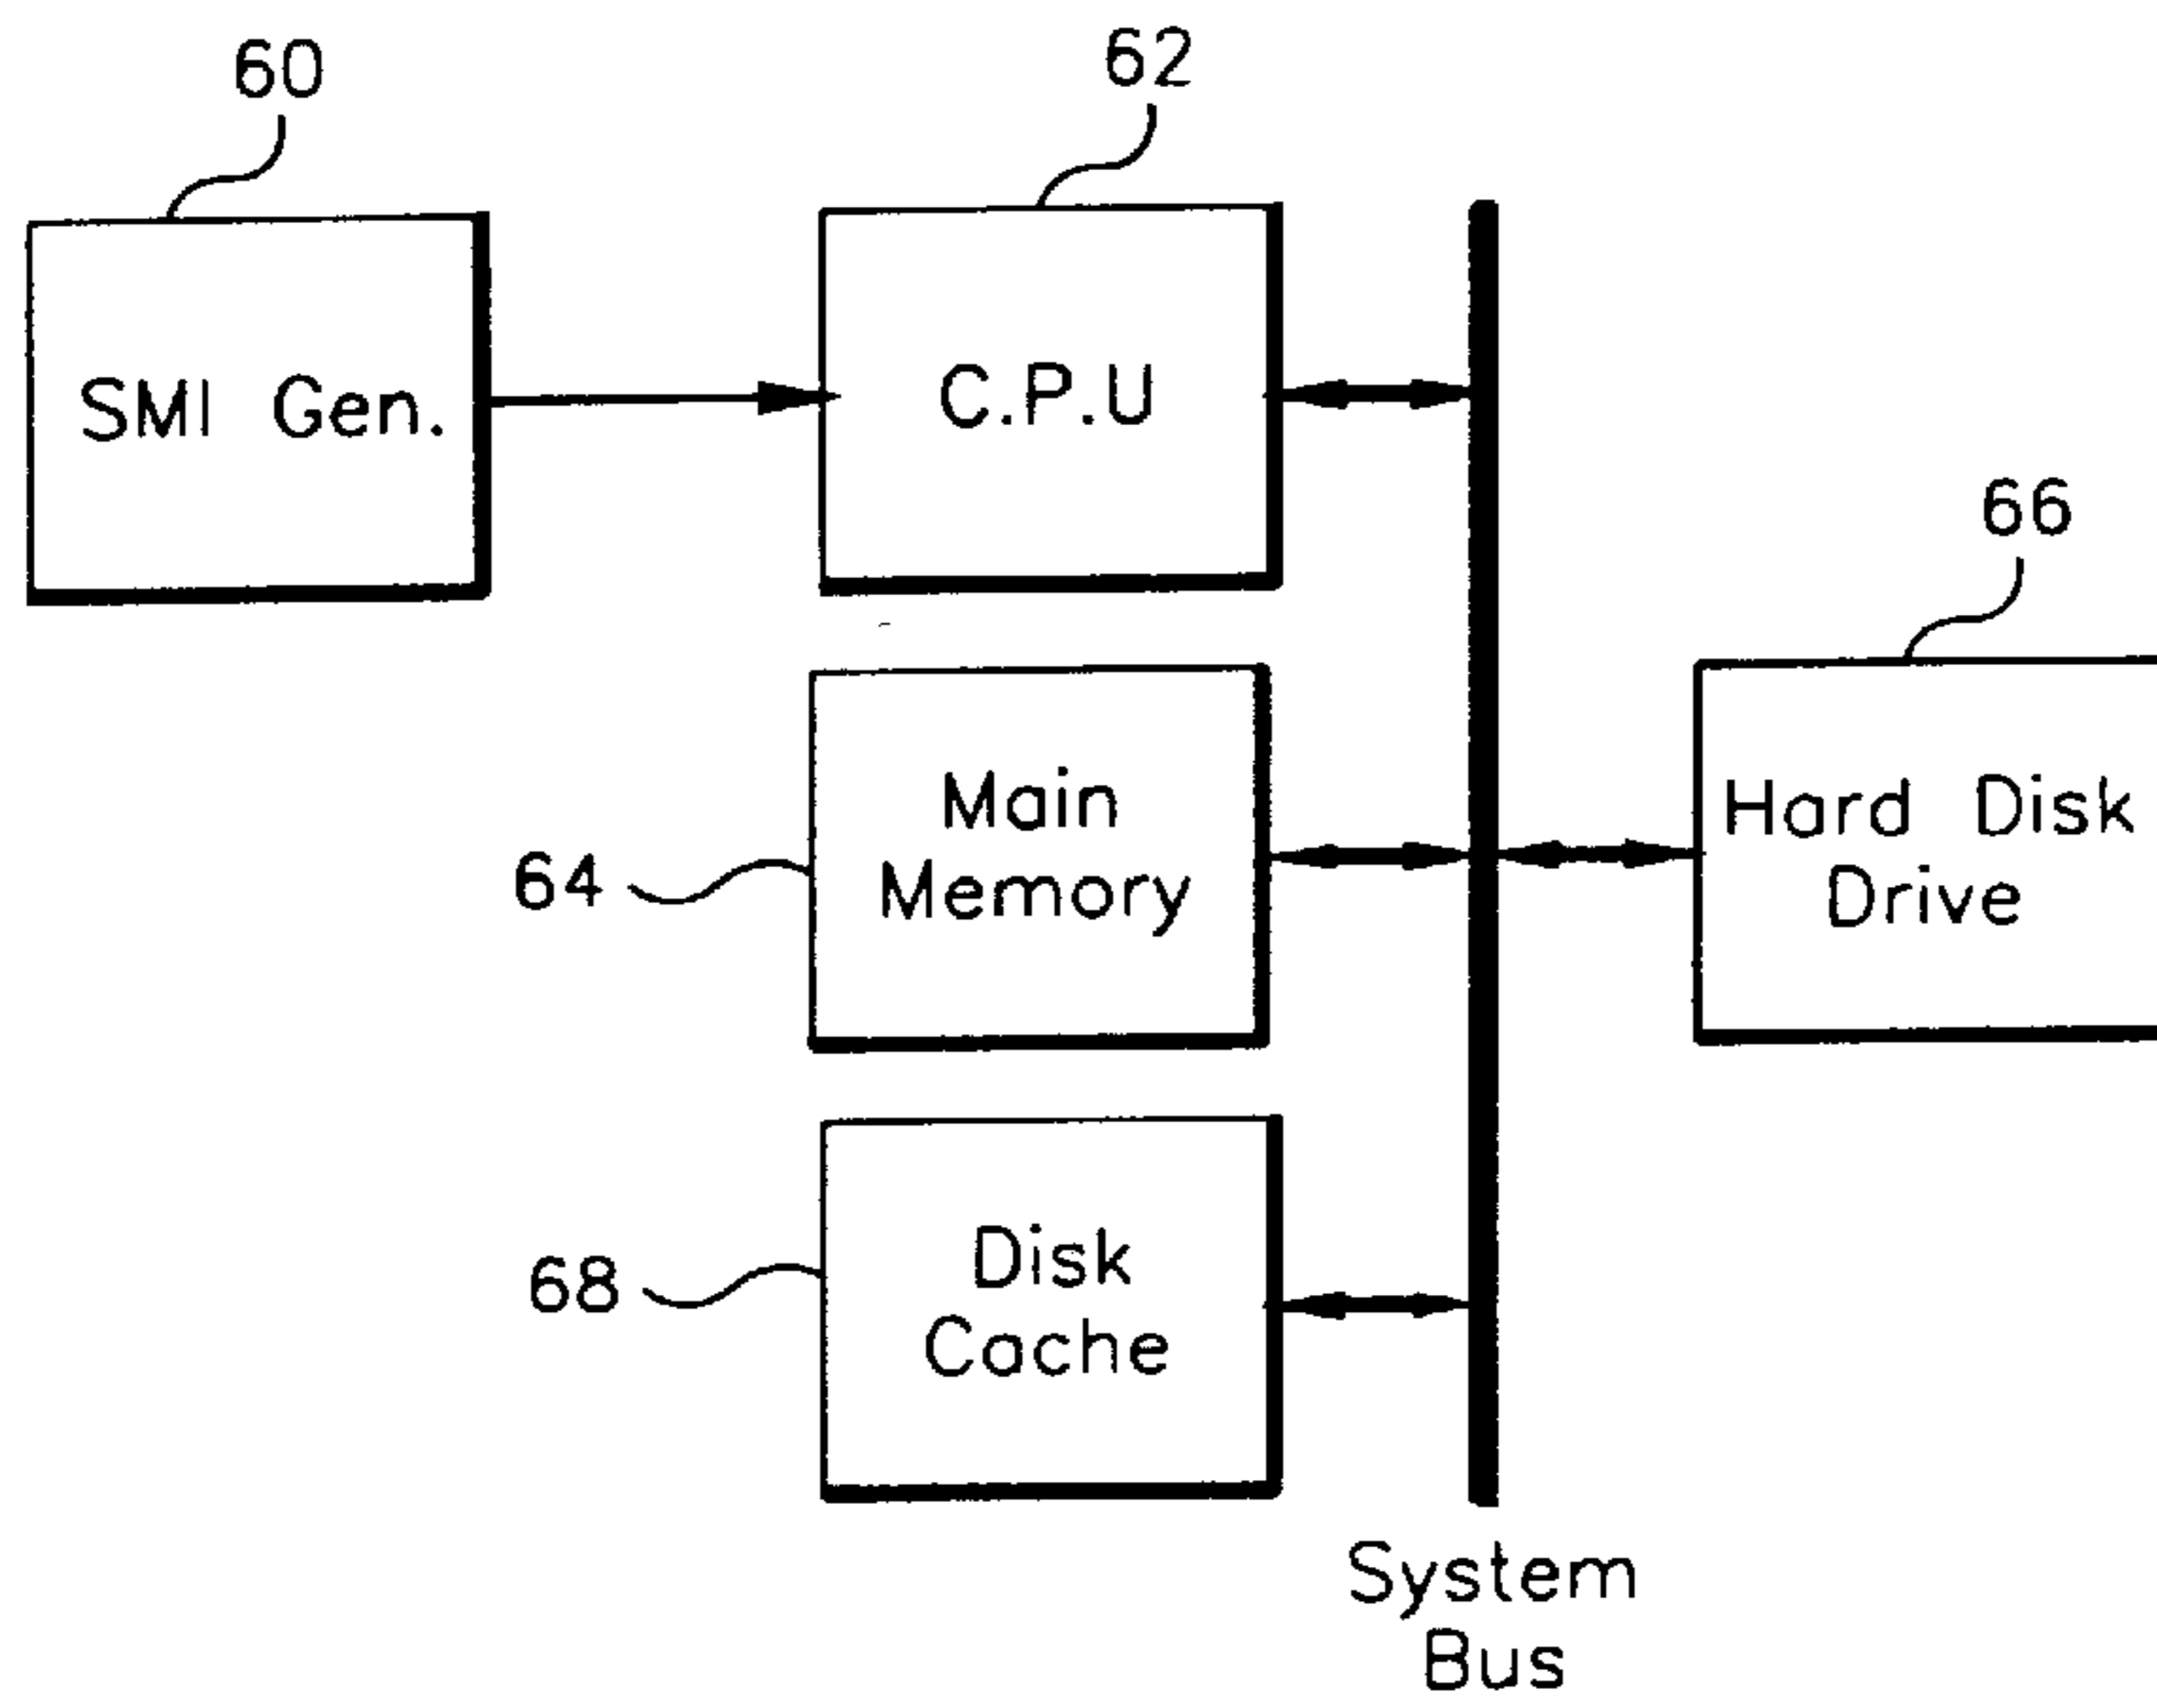 60
62
SMI Gen.
C.P.U
66
64
Main
Memory
Hard Disk
Drive
68
Disk
Cache
System
Bus